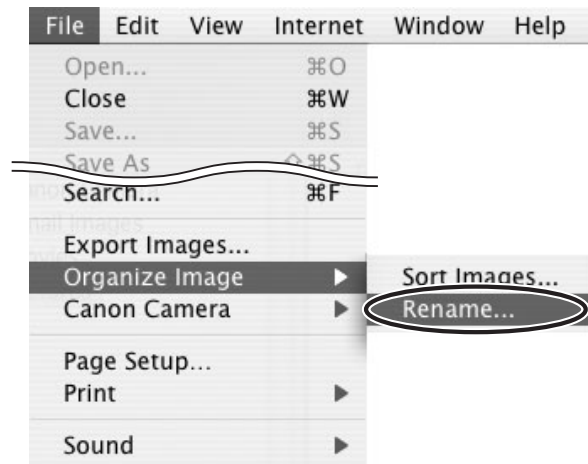 File Edit View Internet Window Help
Open... ⌘O
Close ⌘W
Save... ⌘S
Save As ⇧⌘S
Search... ⌘F
Export Images...
Organize Image
Sort Images...
Canon Camera
Rename...
Page Setup...
Print
Sound